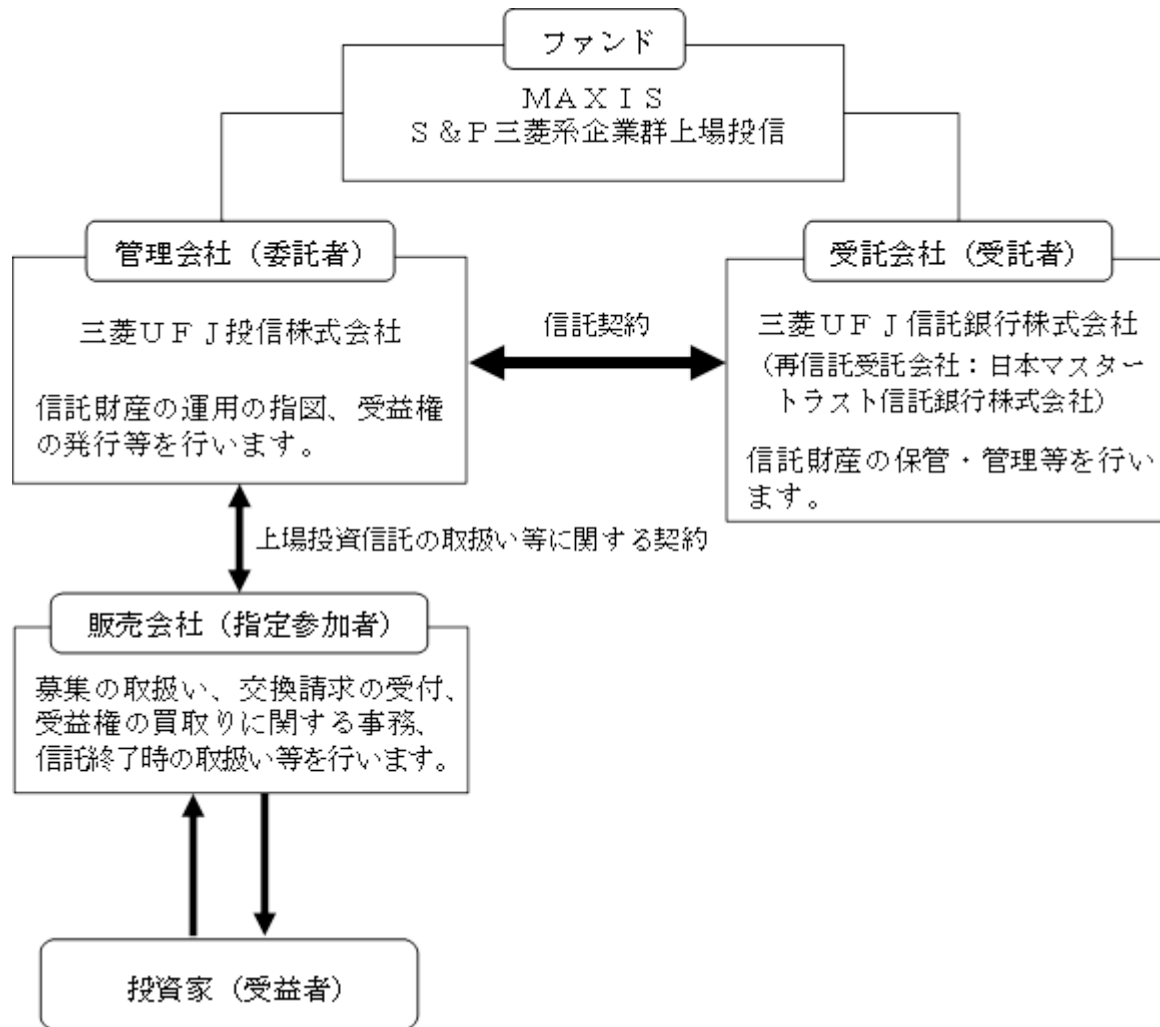 ファンド
ＭＡＸＩＳ
Ｓ＆Ｐ三菱系企業群上場投信
管理会社（委託者）
三菱ＵＦＪ投信株式会社
信託財産の運用の指図、受益権
の発行等を行います。
信託契約
受託会社（受託者）
三菱ＵＦＪ信託銀行株式会社
（再信託受託会社：日本マスター
トラスト信託銀行株式会社）
信託財産の保管・管理等を行い
ます。
上場投資信託の取扱い等に関する契約
販売会社（指定参加者）
募集の取扱い、交換請求の受付、
受益権の買取りに関する事務、
信託終了時の取扱い等を行います。
投資家（受益者）